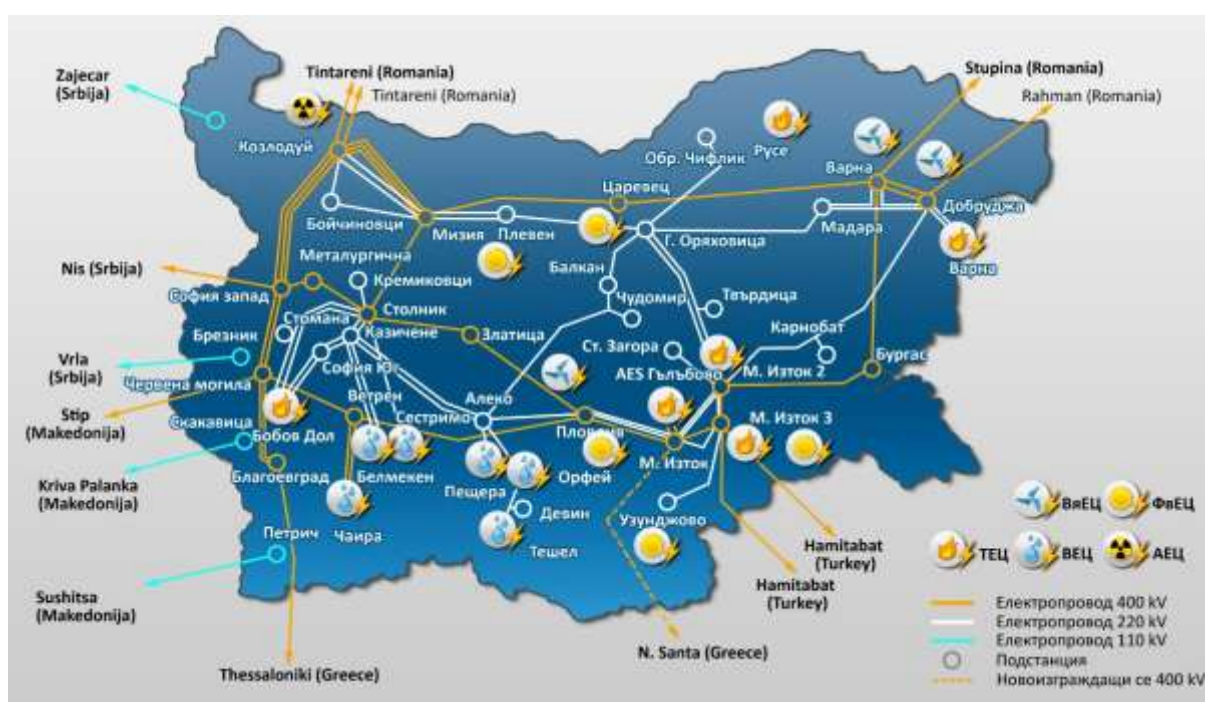 Zajecar
(Srbija)
Tintareni (Romania)
Tintareni (Romania)
Stupina (Romania)
Rahman (Romania)
Козлодуй
Обр. Чифлик
Русе
Варна
Царевец
Добруджа
Бойчиновци
Мизия
Плевен
Г. Оряховица
Мадара
Варна
Металургична
Nis (Srbija)
Кремиковци
Балкан
София запад
Столник
Чудомир
Твърдица
Стомана
Казичене
Златица
Карнобат
Брезник
София Юг
Ст. Загора
Бургас
Vrla
(Srbija)
Червена могила
AES Гълъбово
М. Изток 2
Ветрен
Алеко
Stip
(Makedonija)
Скакавица
Сестримо
Пловдив
М. Изток 3
Бобов Дол
М. Изток
Благоевград
Белмекен
Пещера
Орфей
Kriva Palanka
(Makedonija)
Девин
Узунджово
ВяЕЦ
ФвЕЦ
Петрич
Чаира
Тешел
Hamitabat
(Turkey)
ТЕЦ
ВЕЦ
АЕЦ
Hamitabat
(Turkey)
Sushitsa
(Makedonija)
Електропровод 400 kV
Електропровод 220 kV
Електропровод 110 kV
N. Santa (Greece)
Подстанция
Thessaloniki (Greece)
Новоизграждащи се 400 kV